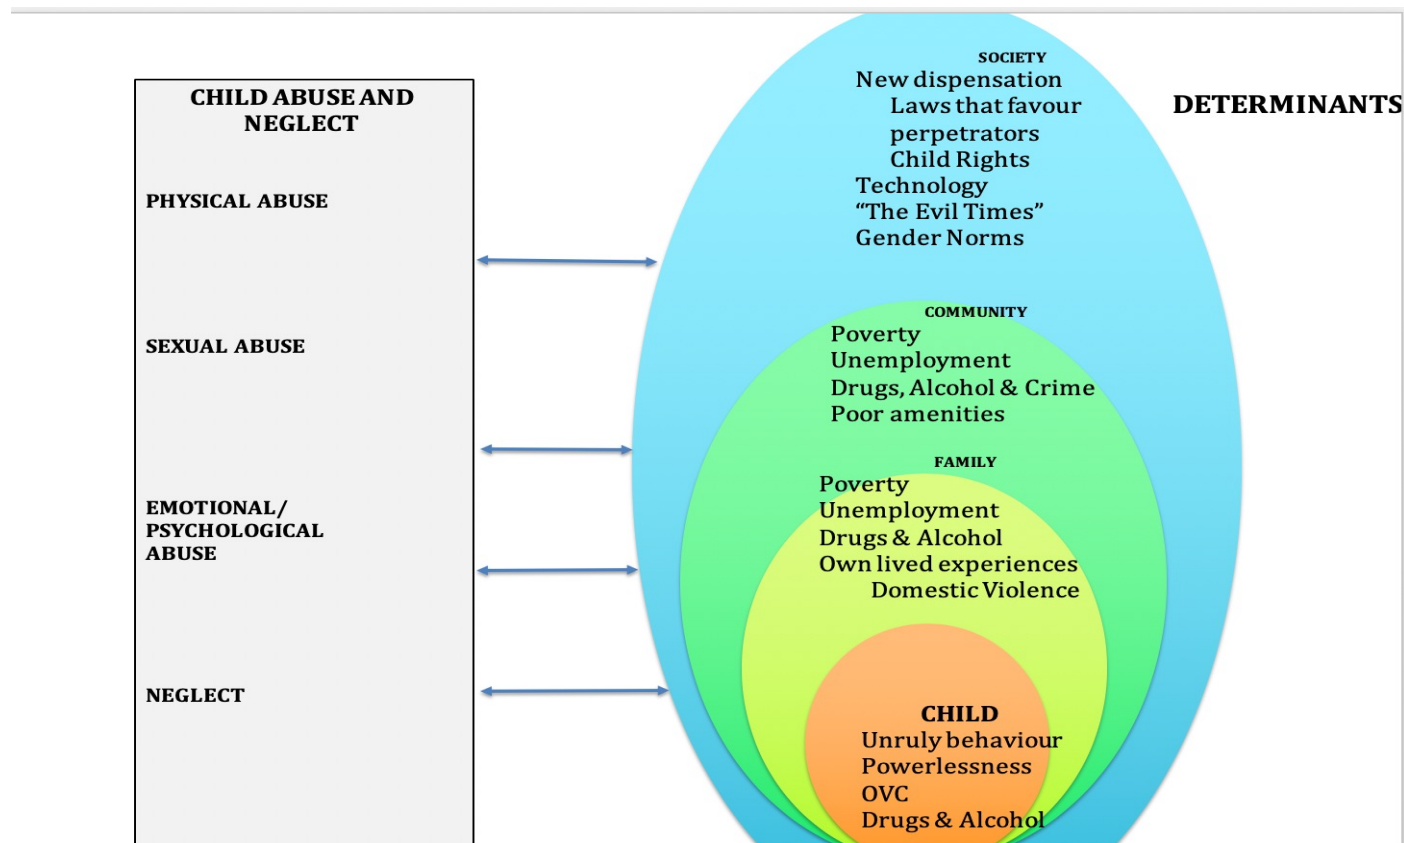 CHILD ABUSE AND
NEGLECT
PHYSICAL ABUSE
SEXUAL ABUSE
EMOTIONAL/
PSYCHOLOGICAL
ABUSE
NEGLECT
SOCIETY
New dispensation
Laws that favour
perpetrators
Child Rights
Technology
“The Evil Times”
Gender Norms
DETERMINANTS
COMMUNITY
Poverty
Unemployment
Drugs, Alcohol & Crime
Poor amenities
FAMILY
Poverty
Unemployment
Drugs & Alcohol
Own lived experiences
Domestic Violence
CHILD
Unruly behaviour
Powerlessness
OVC
Drugs & Alcohol